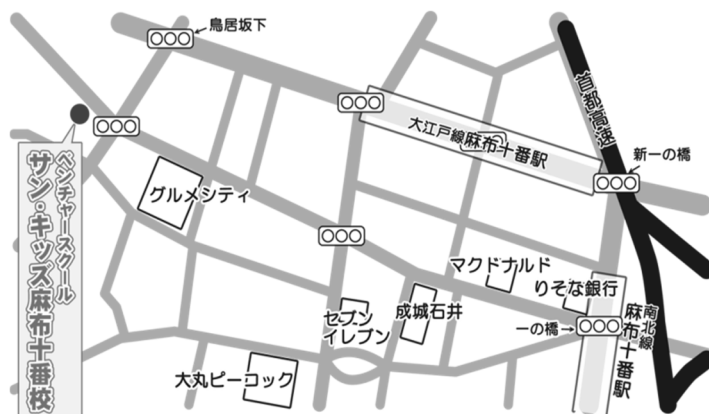 鳥居坂下
大江戸線麻布十番駅
首都高速
新一の橋
ベンチャースクール
サン・キッズ麻布十番校
グルメシティ
マクドナルド
りそな銀行
成城石井
セブン
イレブン
一の橋→
南北線
麻布十番駅
大丸ピーコック